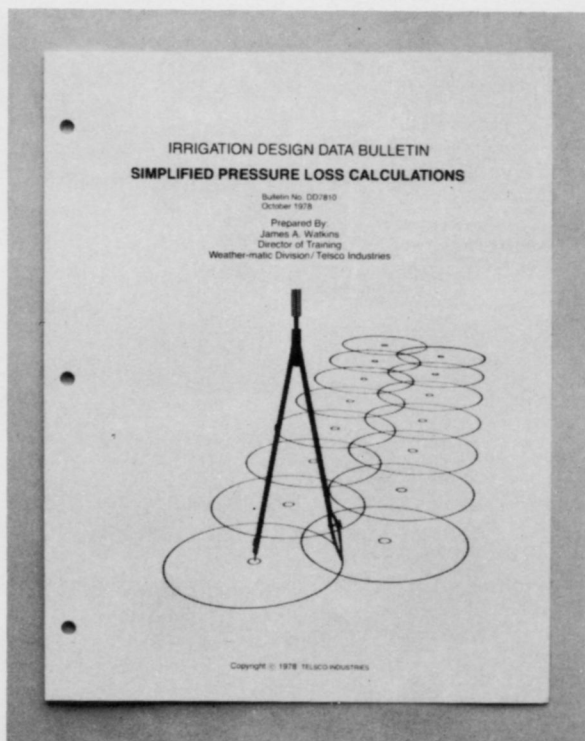 IRRIGATION DESIGN DATA BULLETIN
SIMPLIFIED PRESSURE LOSS CALCULATIONS
Bulletin No. DD7810
October 1978
Prepared By:
James A. Watkins
Director of Training
Weather-matic Division/Telsco Industries
Copyright © 1978 TELSCO INDUSTRIES